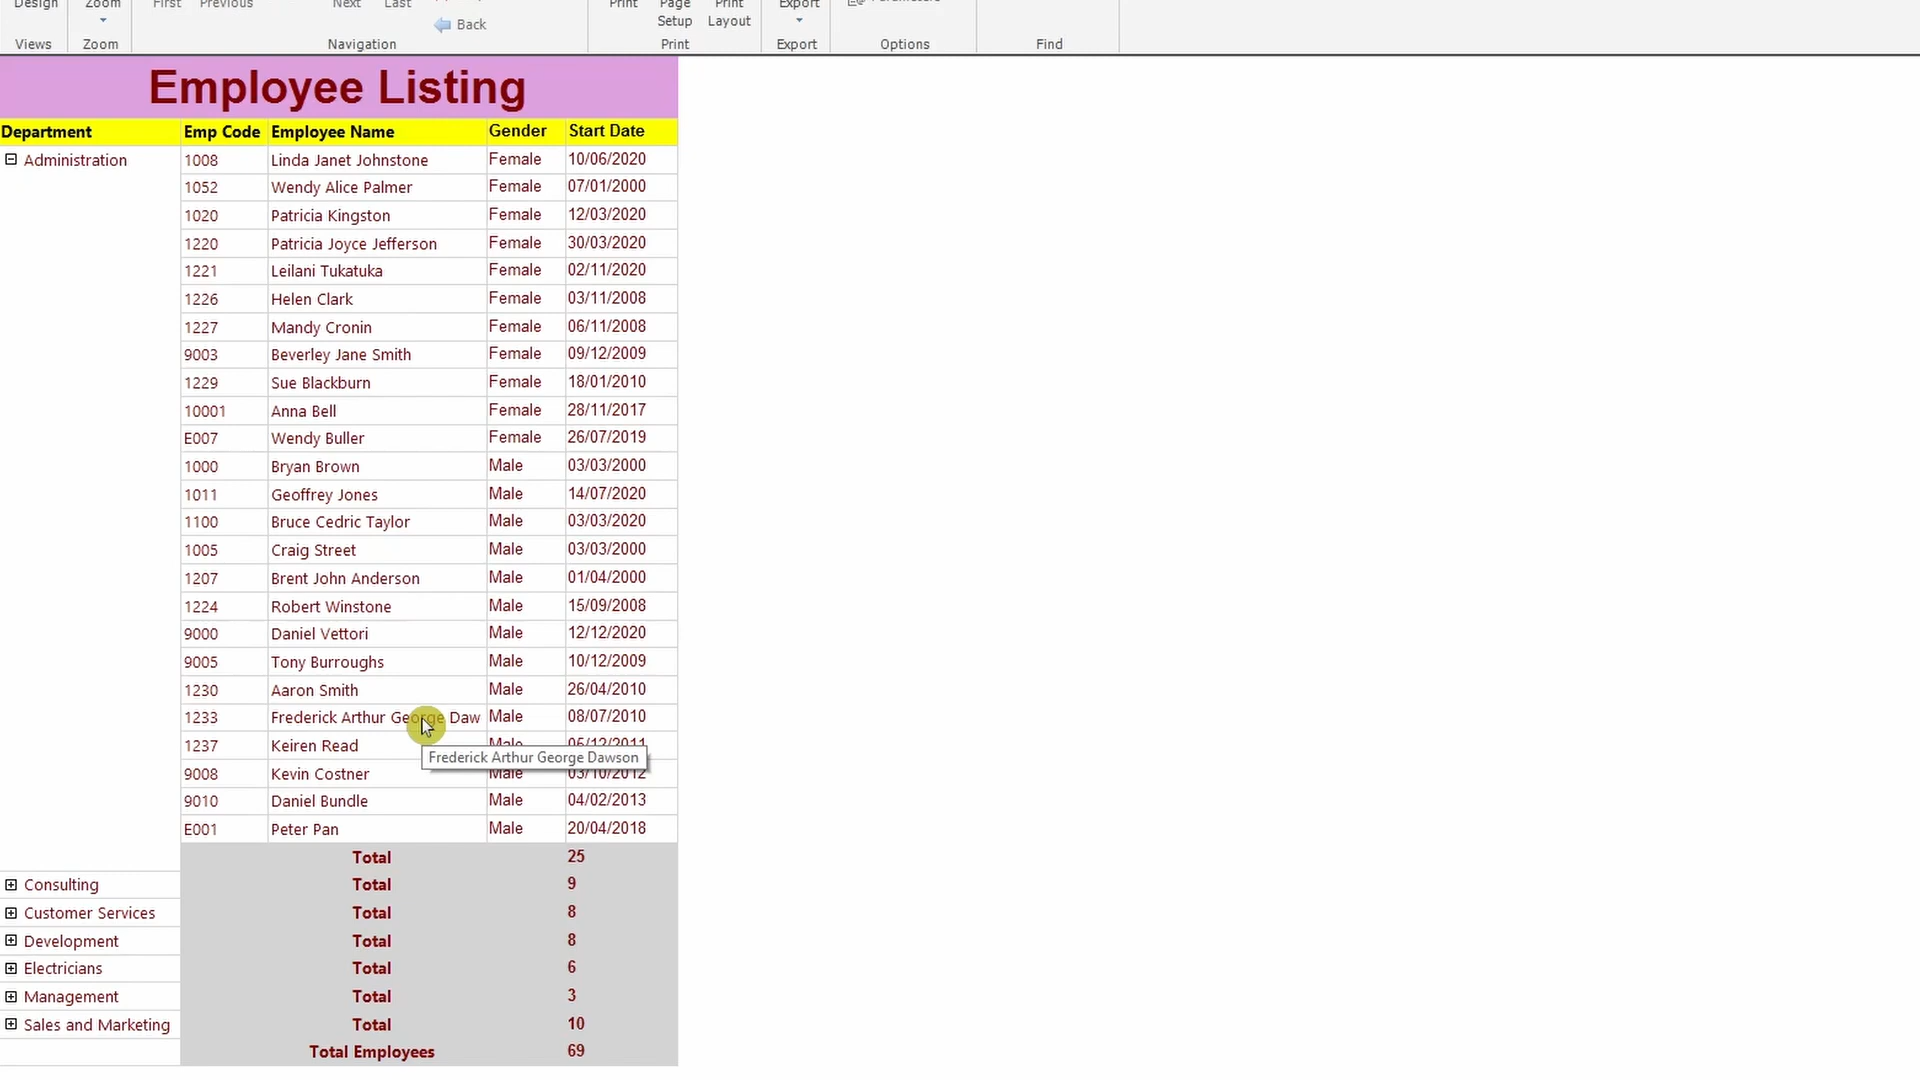 Design Zoom First Previous Next Last Print Page Print Export
Back Setup Layout
Views Zoom Navigation Print Export Options Find
Employee Listing
Department Emp Code Employee Name Gender Start Date
Administration 1008 Linda Janet Johnstone Female 10/06/2020
1052 Wendy Alice Palmer Female 07/01/2000
1020 Patricia Kingston Female 12/03/2020
1220 Patricia Joyce Jefferson Female 30/03/2020
1221 Leilani Tukatuka Female 02/11/2020
1226 Helen Clark Female 03/11/2008
1227 Mandy Cronin Female 06/11/2008
9003 Beverley Jane Smith Female 09/12/2009
1229 Sue Blackburn Female 18/01/2010
10001 Anna Bell Female 28/11/2017
E007 Wendy Buller Female 26/07/2019
1000 Bryan Brown Male 03/03/2000
1011 Geoffrey Jones Male 14/07/2020
1100 Bruce Cedric Taylor Male 03/03/2020
1005 Craig Street Male 03/03/2000
1207 Brent John Anderson Male 01/04/2000
1224 Robert Winstone Male 15/09/2008
9000 Daniel Vettori Male 12/12/2020
9005 Tony Burroughs Male 10/12/2009
1230 Aaron Smith Male 26/04/2010
1233 Frederick Arthur George Daw Male 08/07/2010
1237 Keiren Read Male 06/12/2011
Frederick Arthur George Dawson
9008 Kevin Costner Male 03/10/2012
9010 Daniel Bundle Male 04/02/2013
E001 Peter Pan Male 20/04/2018
Total 25
Consulting Total 9
Customer Services Total 8
Development Total 8
Electricians Total 6
Management Total 3
Sales and Marketing Total 10
Total Employees 69